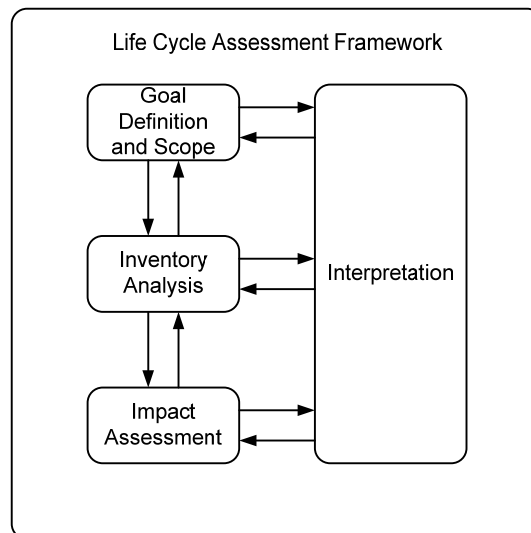 Life Cycle Assessment Framework
Goal
Definition
and Scope
Inventory
Analysis
Interpretation
Impact
Assessment